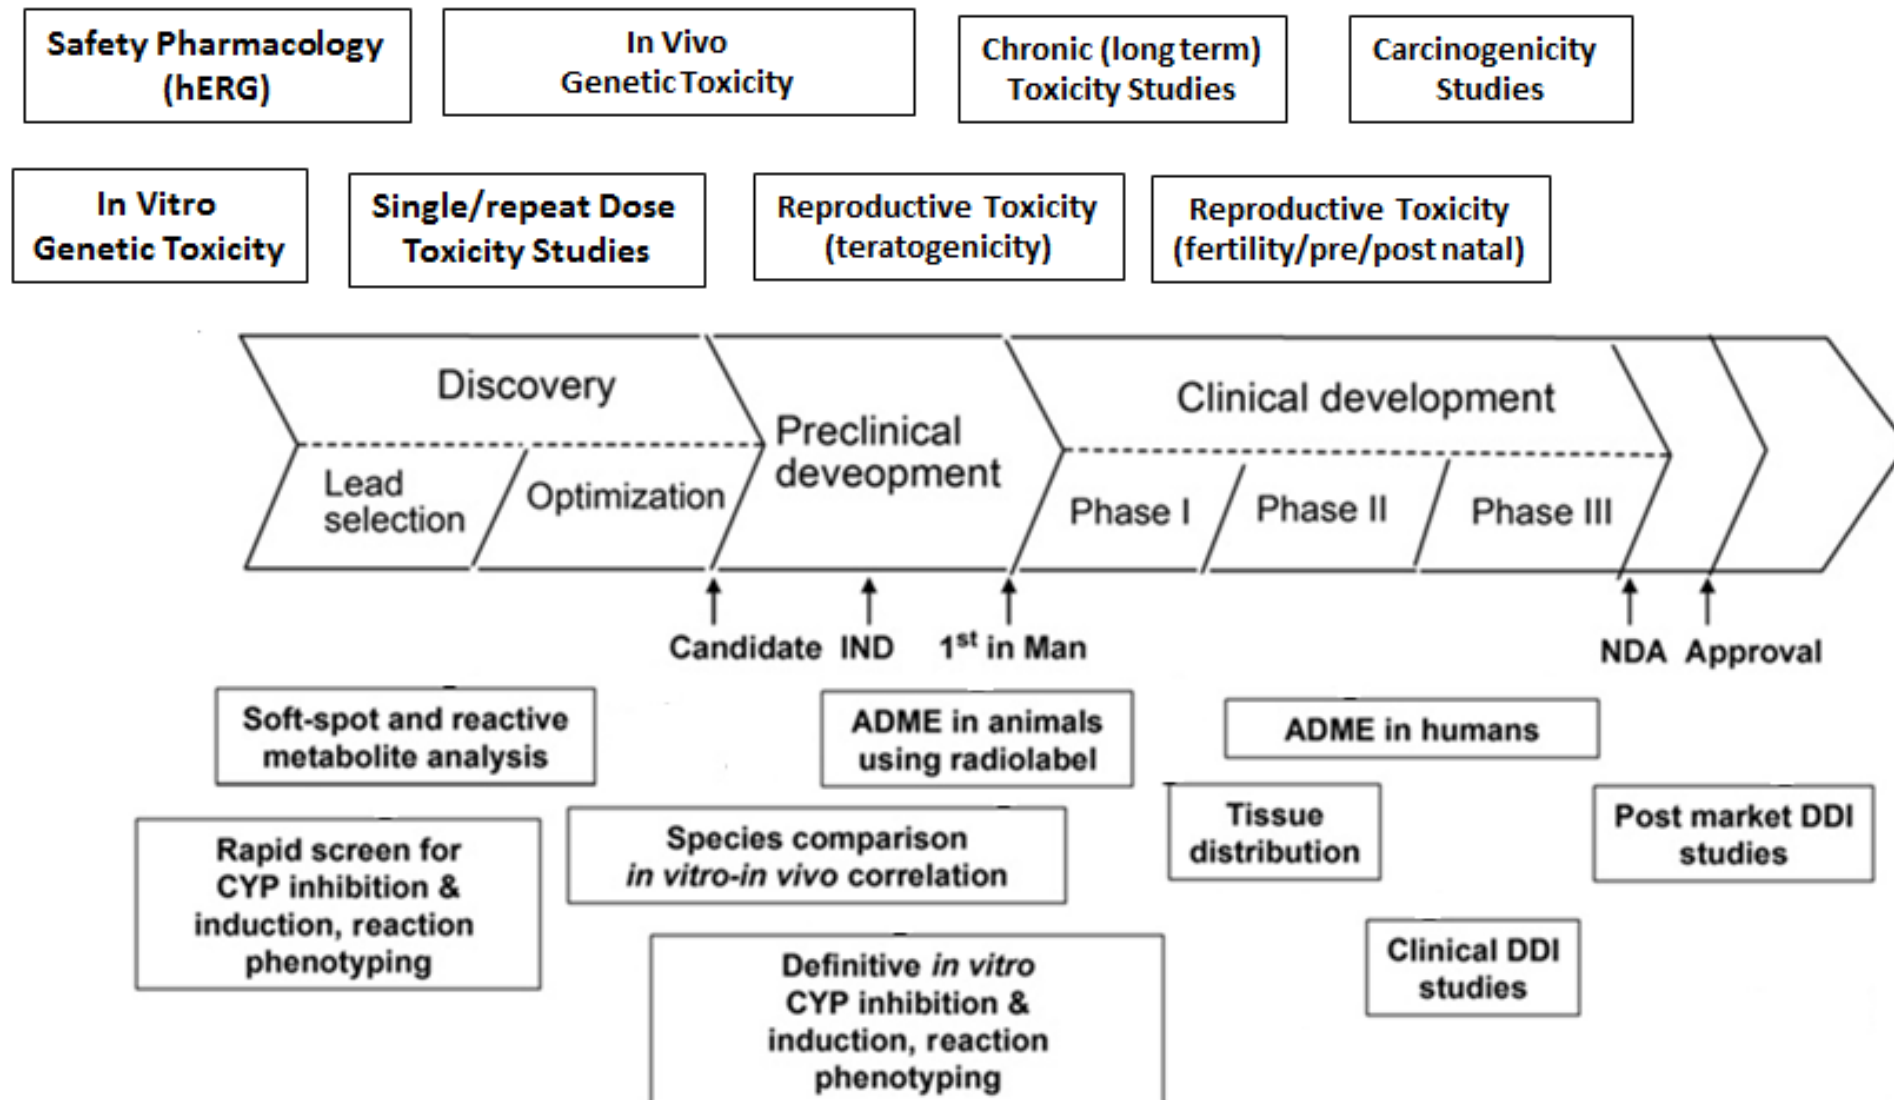 Safety Pharmacology
(hERG)
In Vivo
Genetic Toxicity
Chronic (long term)
Toxicity Studies
Carcinogenicity
Studies
In Vitro
Genetic Toxicity
Single/repeat Dose
Toxicity Studies
Reproductive Toxicity
(teratogenicity)
Reproductive Toxicity
(fertility/pre/post natal)
Discovery
Lead
selection
Optimization
Preclinical
deveopment
Clinical development
Phase I
Phase II
Phase III
Candidate
IND
1st in Man
NDA
Approval
Soft-spot and reactive
metabolite analysis
ADME in animals
using radiolabel
ADME in humans
Rapid screen for
CYP inhibition &
induction, reaction
phenotyping
Species comparison
in vitro-in vivo correlation
Tissue
distribution
Post market DDI
studies
Definitive in vitro
CYP inhibition &
induction, reaction
phenotyping
Clinical DDI
studies